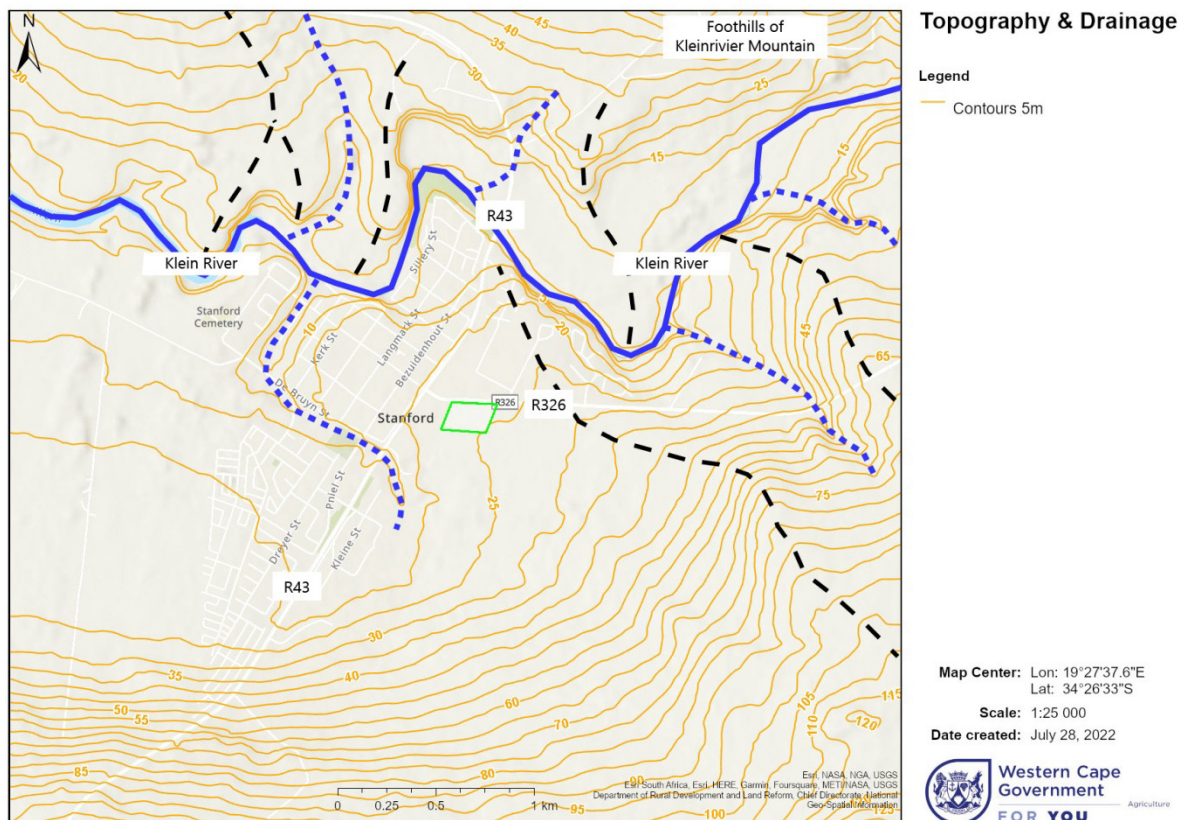 Topography & Drainage
Legend
Contours 5m
N
Foothills of
Kleinrivier Mountain
45
40
35
30
25
20
15
15
R43
Klein River
Klein River
Sillery St
Stanford
Cemetery
10
5
20
45
65
Kerk St
Langmark St
Bezuidenhout St
De Bruyn St
Stanford
R326
R326
25
75
Pniel St
Dreyer St
Kleine St
R43
30
35
40
50
55
60
70
80
85
90
95
100
105
110
115
120
125
0 0.25 0.5 1 km
Esri, NASA, NGA, USGS
Esri South Africa, Esri, HERE, Garmin, Foursquare, METI/NASA, USGS
Department of Rural Development and Land Reform, Chief Directorate: National
Geo-Spatial Information
Map Center: Lon: 19°27'37.6"E
Lat: 34°26'33"S
Scale: 1:25 000
Date created: July 28, 2022
Western Cape
Government
Agriculture
FOR YOU